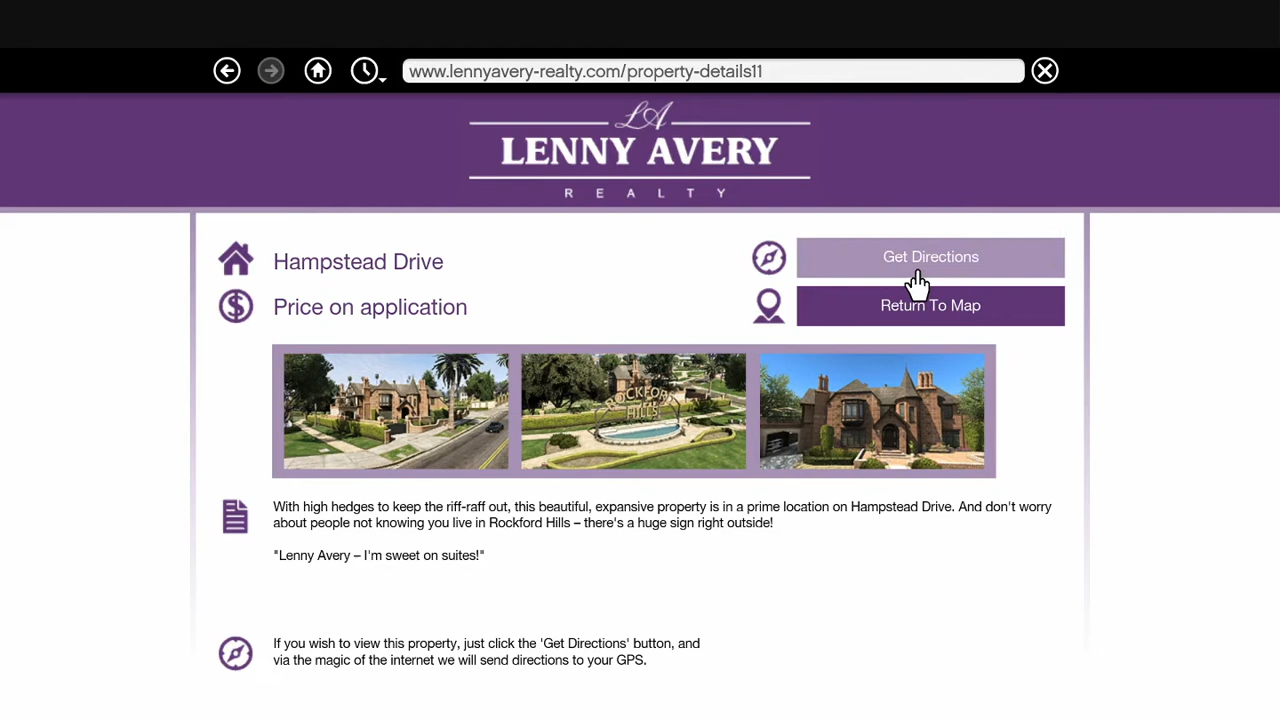 www.lennyavery-realty.com/property-details11
LA
LENNY AVERY
REALTY
Hampstead Drive
Get Directions
Price on application
Return To Map
ROCKFORD
HILLS
With high hedges to keep the riff-raff out, this beautiful, expansive property is in a prime location on Hampstead Drive. And don't worry
about people not knowing you live in Rockford Hills – there's a huge sign right outside!
"Lenny Avery – I'm sweet on suites!"
If you wish to view this property, just click the 'Get Directions' button, and
via the magic of the internet we will send directions to your GPS.